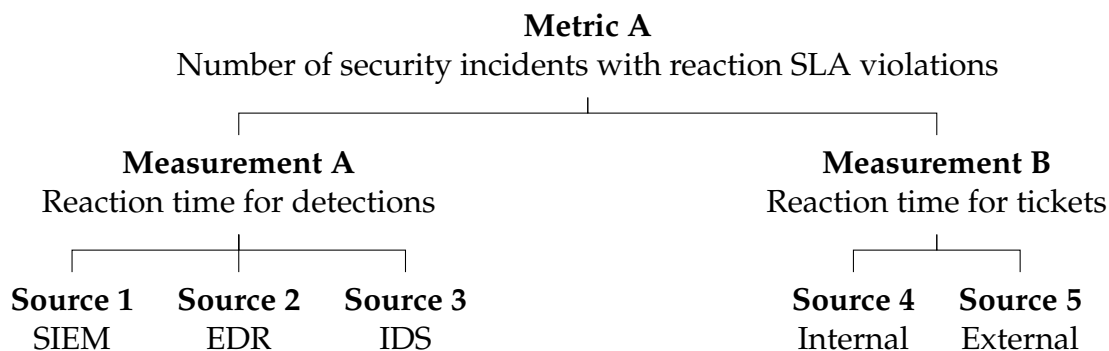 Metric A
Number of security incidents with reaction SLA violations
Measurement A
Reaction time for detections
Measurement B
Reaction time for tickets
Source 1
SIEM
Source 2
EDR
Source 3
IDS
Source 4
Internal
Source 5
External